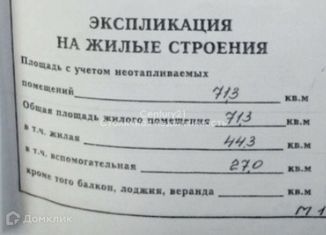 ЭКСПЛИКАЦИЯ
НА ЖИЛЫЕ СТРОЕНИЯ
Площадь с учетом неотапливаемых
помещений 71,3 кв.м
Общая площадь жилого помещения 71,3 кв.м
в т.ч. жилая 44,3 кв.м
в т.ч. вспомогательная 27,0 кв.м
кроме того балкон, лоджия, веранда кв.м
Домклик